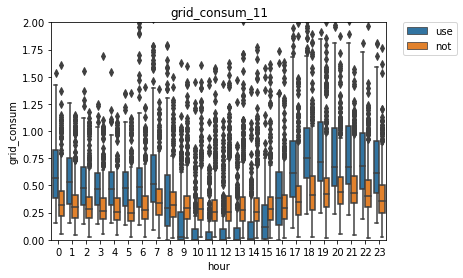 grid_consum_11
use
not
grid_consum
2.00
1.75
1.50
1.25
1.00
0.75
0.50
0.25
0.00
0 1 2 3 4 5 6 7 8 9 10 11 12 13 14 15 16 17 18 19 20 21 22 23
hour